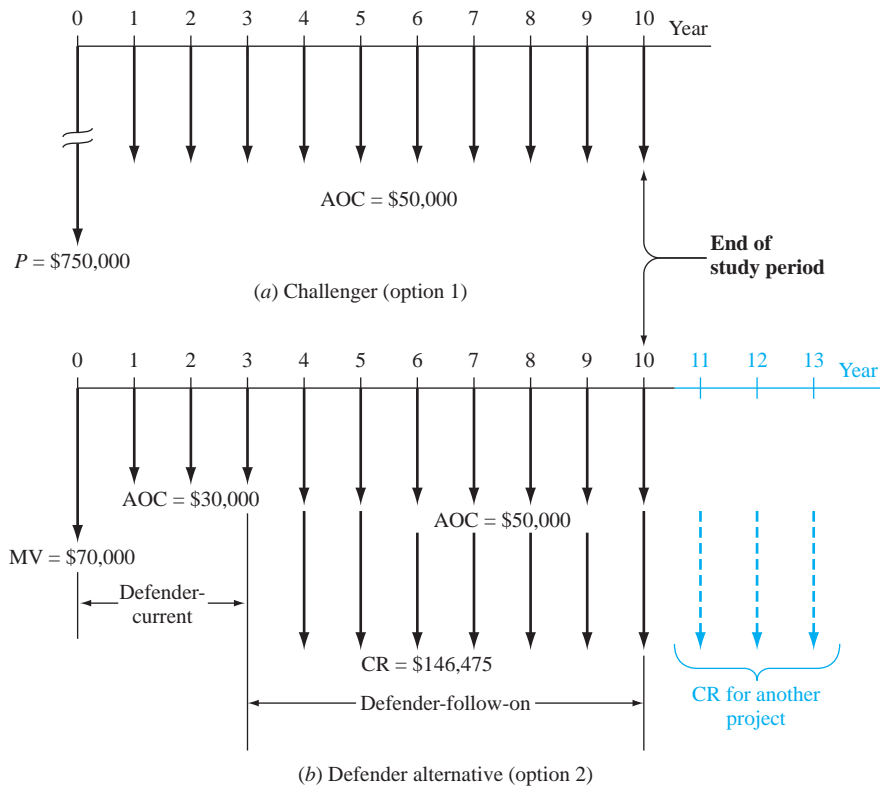 0 1 2 3 4 5 6 7 8 9 10 Year
AOC = $50,000
P = $750,000
End of
study period
(a) Challenger (option 1)
0 1 2 3 4 5 6 7 8 9 10 11 12 13 Year
AOC = $30,000
AOC = $50,000
MV = $70,000
Defender-
current
CR = $146,475
Defender-follow-on
CR for another
project
(b) Defender alternative (option 2)